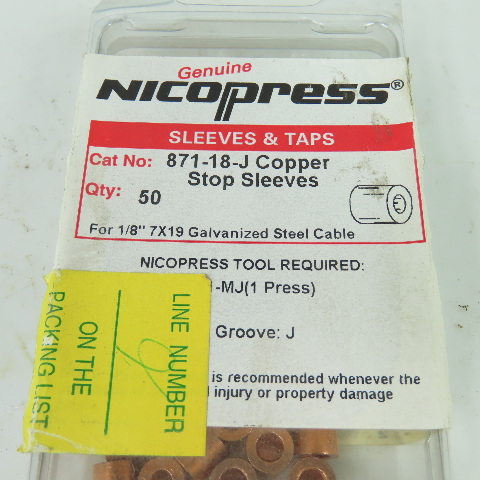 Genuine
NICOPRESS®
SLEEVES & TAPS
Cat No: 871-18-J Copper
Stop Sleeves
Qty: 50
For 1/8" 7X19 Galvanized Steel Cable
NICOPRESS TOOL REQUIRED:
-MJ(1 Press)
Groove: J
is recommended whenever the
injury or property damage
LINE NUMBER
ON THE
PACKING LIST